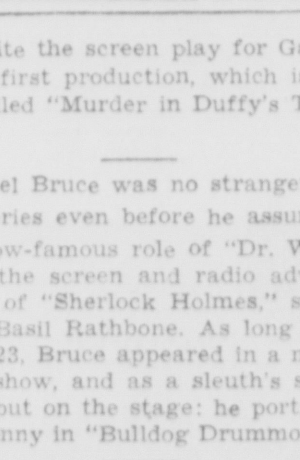 ite the screen play for G
first production, which i
led "Murder in Duffy's T
el Bruce was no strange
ries even before he assu
ow-famous role of "Dr. W
the screen and radio ad
of "Sherlock Holmes," s
Basil Rathbone. As long
23, Bruce appeared in a m
show, and as a sleuth's s
out on the stage: he port
nny in "Bulldog Drummo